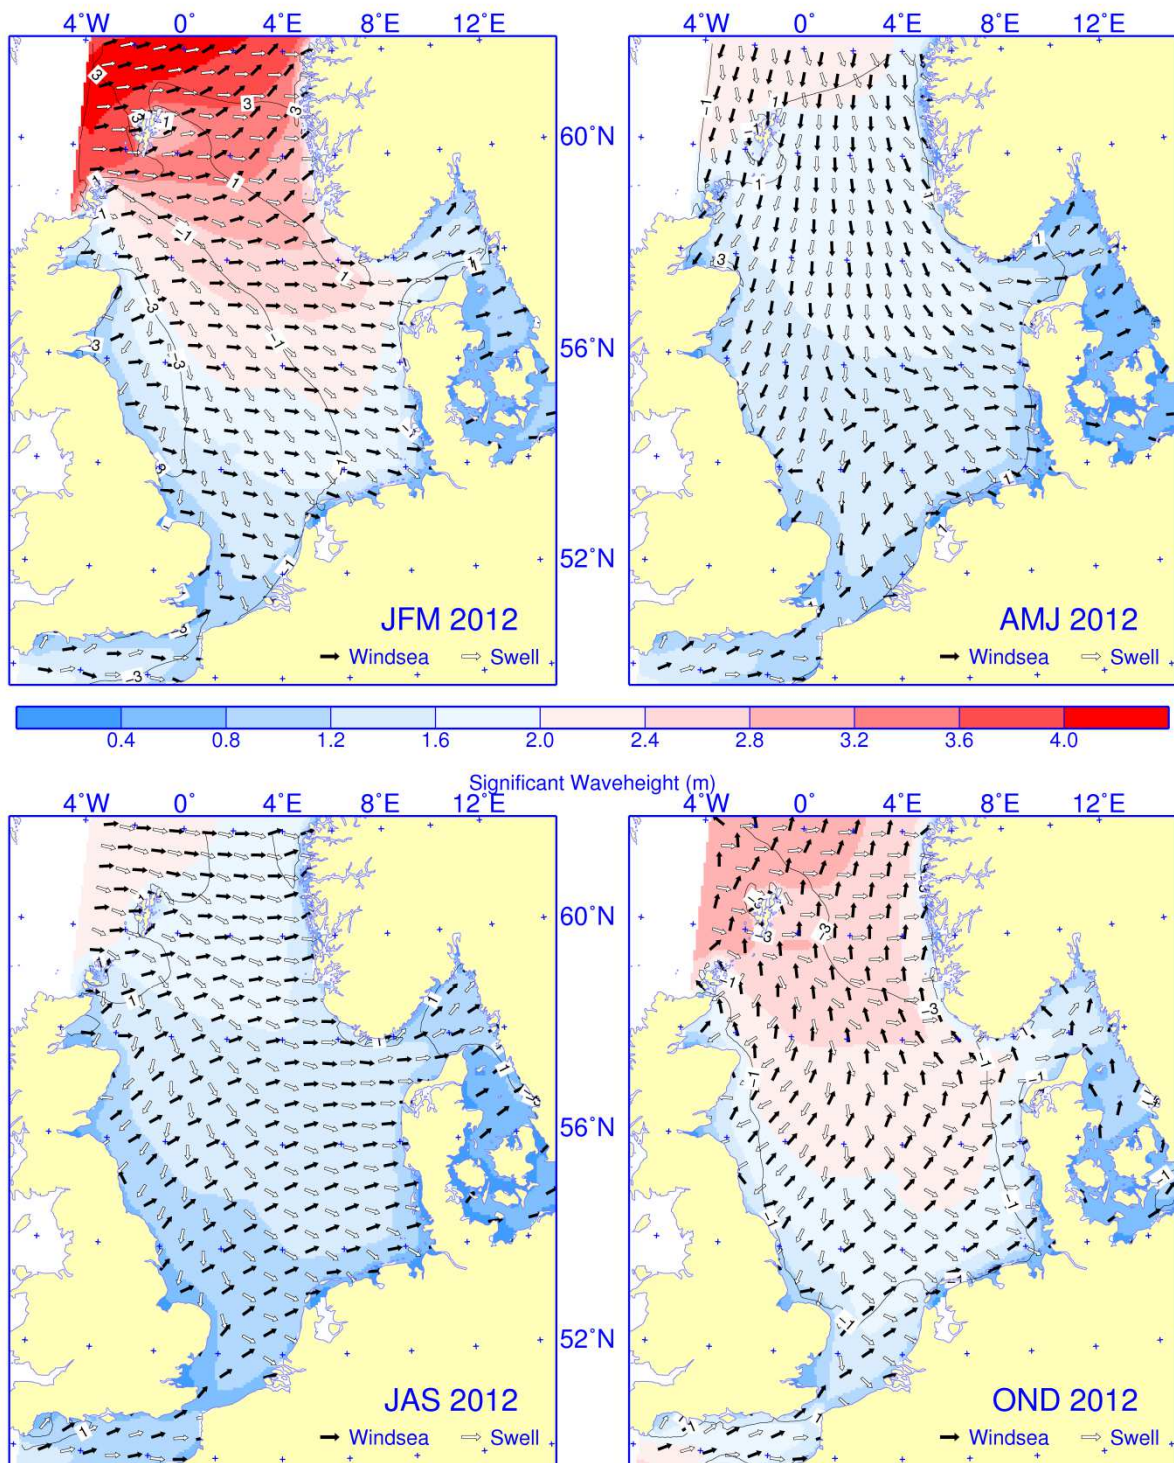 4°W 0° 4°E 8°E 12°E
4°W 0° 4°E 8°E 12°E
60°N
56°N
52°N
JFM 2012
Windsea Swell
AMJ 2012
Windsea Swell
0.4 0.8 1.2 1.6 2.0 2.4 2.8 3.2 3.6 4.0
Significant Waveheight (m)
4°W 0° 4°E 8°E 12°E
4°W 0° 4°E 8°E 12°E
60°N
56°N
52°N
JAS 2012
Windsea Swell
OND 2012
Windsea Swell